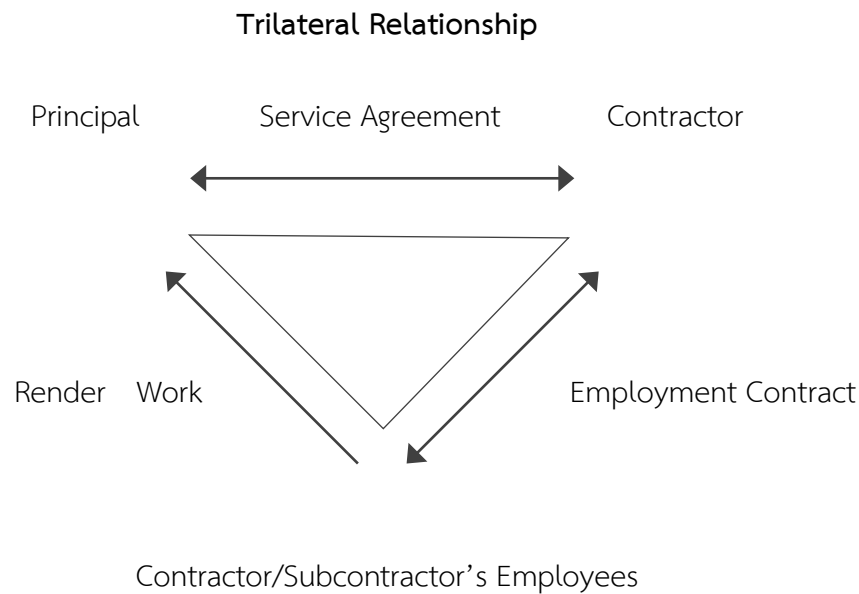 Trilateral Relationship
Principal Service Agreement Contractor
Render Work Employment Contract
Contractor/Subcontractor’s Employees